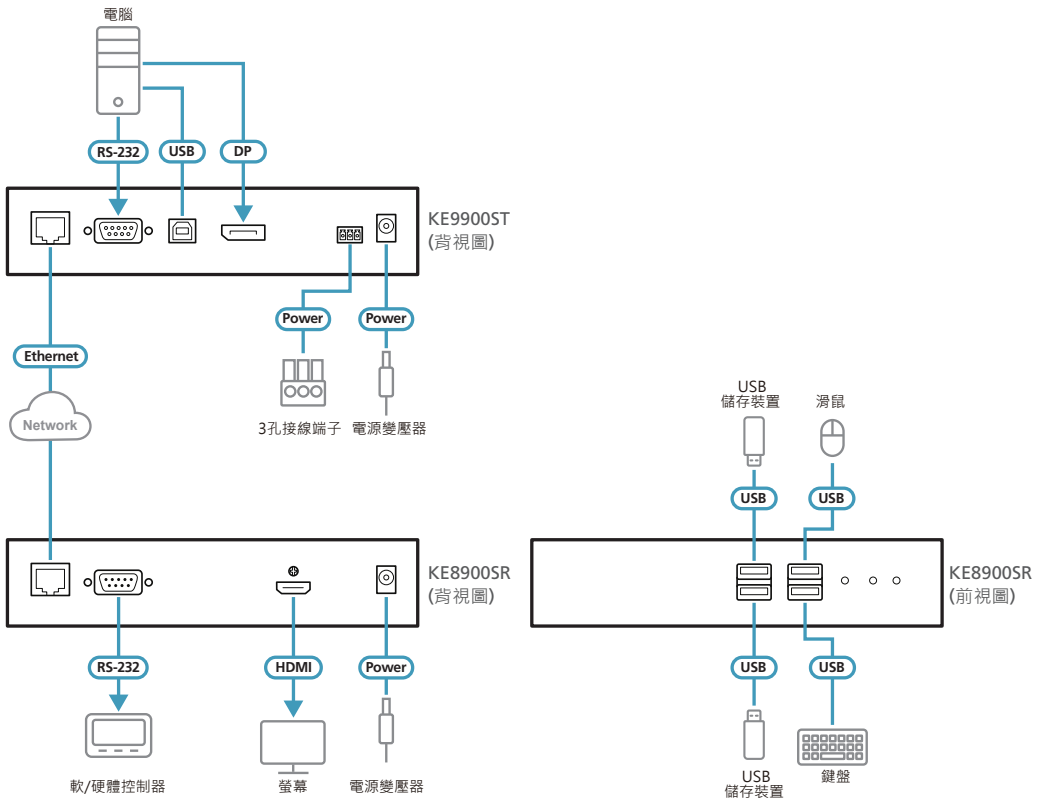 電腦
RS-232
USB
DP
KE9900ST
(背視圖)
Power
Power
Ethernet
Network
3孔接線端子
電源變壓器
USB
儲存裝置
滑鼠
USB
USB
KE8900SR
(背視圖)
KE8900SR
(前視圖)
RS-232
HDMI
Power
USB
USB
軟/硬體控制器
螢幕
電源變壓器
USB
儲存裝置
鍵盤